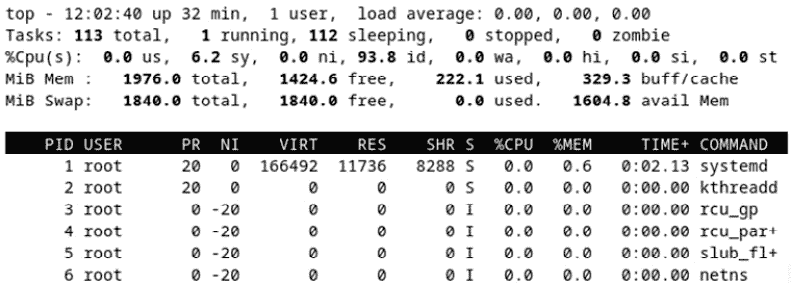 top - 12:02:40 up 32 min,  1 user,  load average: 0.00, 0.00, 0.00
Tasks: 113 total,   1 running, 112 sleeping,   0 stopped,   0 zombie
%Cpu(s):  0.0 us,  6.2 sy,  0.0 ni, 93.8 id,  0.0 wa,  0.0 hi,  0.0 si,  0.0 st
MiB Mem :   1976.0 total,   1424.6 free,    222.1 used,    329.3 buff/cache
MiB Swap:   1840.0 total,   1840.0 free,      0.0 used.   1604.8 avail Mem
PID USER      PR  NI    VIRT    RES    SHR S  %CPU  %MEM     TIME+ COMMAND
1 root      20   0  166492  11736   8288 S   0.0   0.6   0:02.13 systemd
2 root      20   0       0      0      0 S   0.0   0.0   0:00.00 kthreadd
3 root       0 -20       0      0      0 I   0.0   0.0   0:00.00 rcu_gp
4 root       0 -20       0      0      0 I   0.0   0.0   0:00.00 rcu_par+
5 root       0 -20       0      0      0 I   0.0   0.0   0:00.00 slub_fl+
6 root       0 -20       0      0      0 I   0.0   0.0   0:00.00 netns